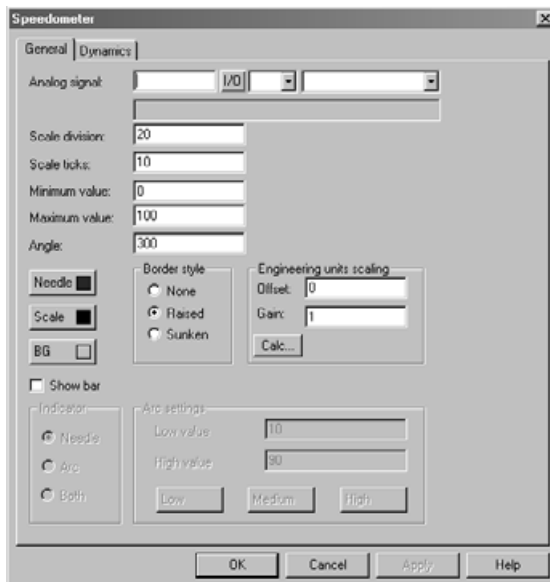 Speedometer
General Dynamics
Analog signal: I/O
Scale division: 20
Scale ticks: 10
Minimum value: 0
Maximum value: 100
Angle: 300
Needle
Scale
BG
Border style
None
Raised
Sunken
Engineering units scaling
Offset: 0
Gain: 1
Calc...
Show bar
Indicator
Needle
Arc
Both
Arc settings
Low value 10
High value 90
Low Medium High
OK Cancel Apply Help